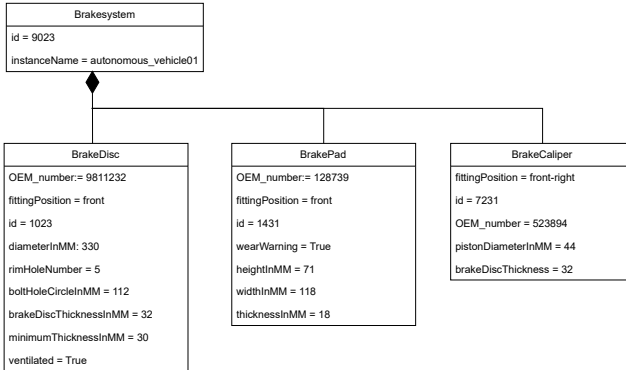 Brakesystem
id = 9023
instanceName = autonomous_vehicle01
BrakeDisc
OEM_number:= 9811232
fittingPosition = front
id = 1023
diameterInMM: 330
rimHoleNumber = 5
boltHoleCircleInMM = 112
brakeDiscThicknessInMM = 32
minimumThicknessInMM = 30
ventilated = True
BrakePad
OEM_number:= 128739
fittingPosition = front
id = 1431
wearWarning = True
heightInMM = 71
widthInMM = 118
thicknessInMM = 18
BrakeCaliper
fittingPosition = front-right
id = 7231
OEM_number = 523894
pistonDiameterInMM = 44
brakeDiscThickness = 32